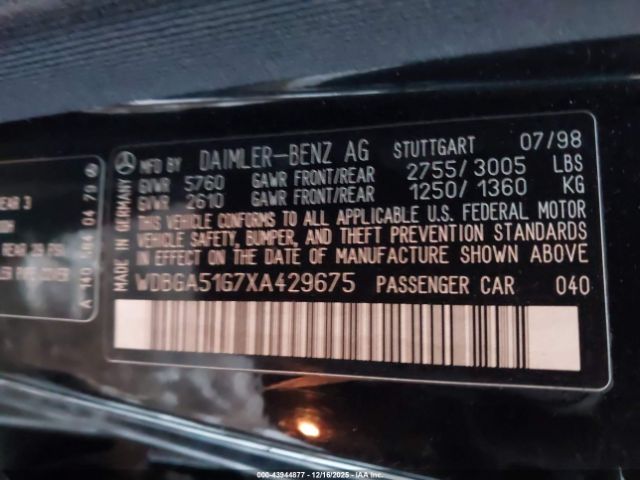 MFD BY DAIMLER-BENZ AG STUTTGART 07/98
GVWR 5760 GAWR FRONT/REAR 2755/3005 LBS
GVWR 2610 GAWR FRONT/REAR 1250/1360 KG
THIS VEHICLE CONFORMS TO ALL APPLICABLE U.S. FEDERAL MOTOR
VEHICLE SAFETY, BUMPER, AND THEFT PREVENTION STANDARDS
IN EFFECT ON THE DATE OF MANUFACTURE SHOWN ABOVE
WDBGA51G7XA429675 PASSENGER CAR 040
MADE IN GERMANY
EAR 3
COVER
000-43944877 - 12/16/2025 - IAA Inc.